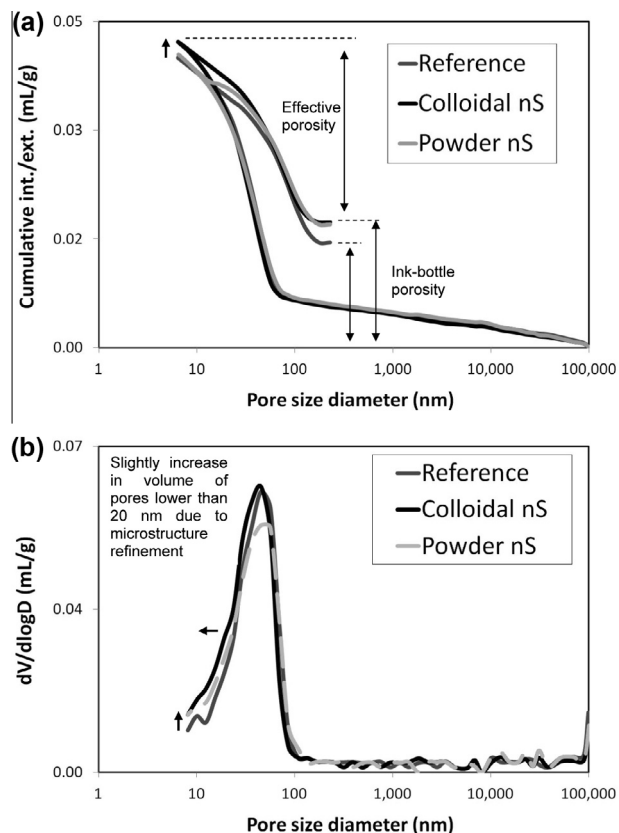 (a)
0.05
0.03
0.02
0.00
Cumulative int./ext. (mL/g)
Effective
porosity
Reference
Colloidal nS
Powder nS
Ink-bottle
porosity
1
10
100
1,000
10,000
100,000
Pore size diameter (nm)
(b)
0.07
0.04
0.00
dV/dlogD (mL/g)
Slightly increase
in volume of
pores lower than
20 nm due to
microstructure
refinement
Reference
Colloidal nS
Powder nS
1
10
100
1,000
10,000
100,000
Pore size diameter (nm)